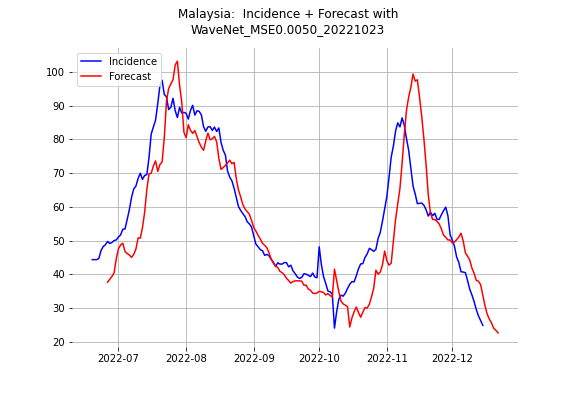 Malaysia:  Incidence + Forecast with
WaveNet_MSE0.0050_20221023
Incidence
Forecast
100
90
80
70
60
50
40
30
20
2022-07 2022-08 2022-09 2022-10 2022-11 2022-12